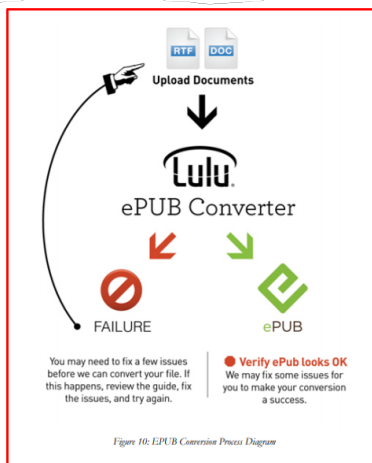 RTF DOC
Upload Documents
Lulu.
ePUB Converter
FAILURE
ePUB
You may need to fix a few issues
before we can convert your file. If
this happens, review the guide, fix
the issues, and try again.
Verify ePub looks OK
We may fix some issues for
you to make your conversion
a success.
Figure 10: EPUB Conversion Process Diagram